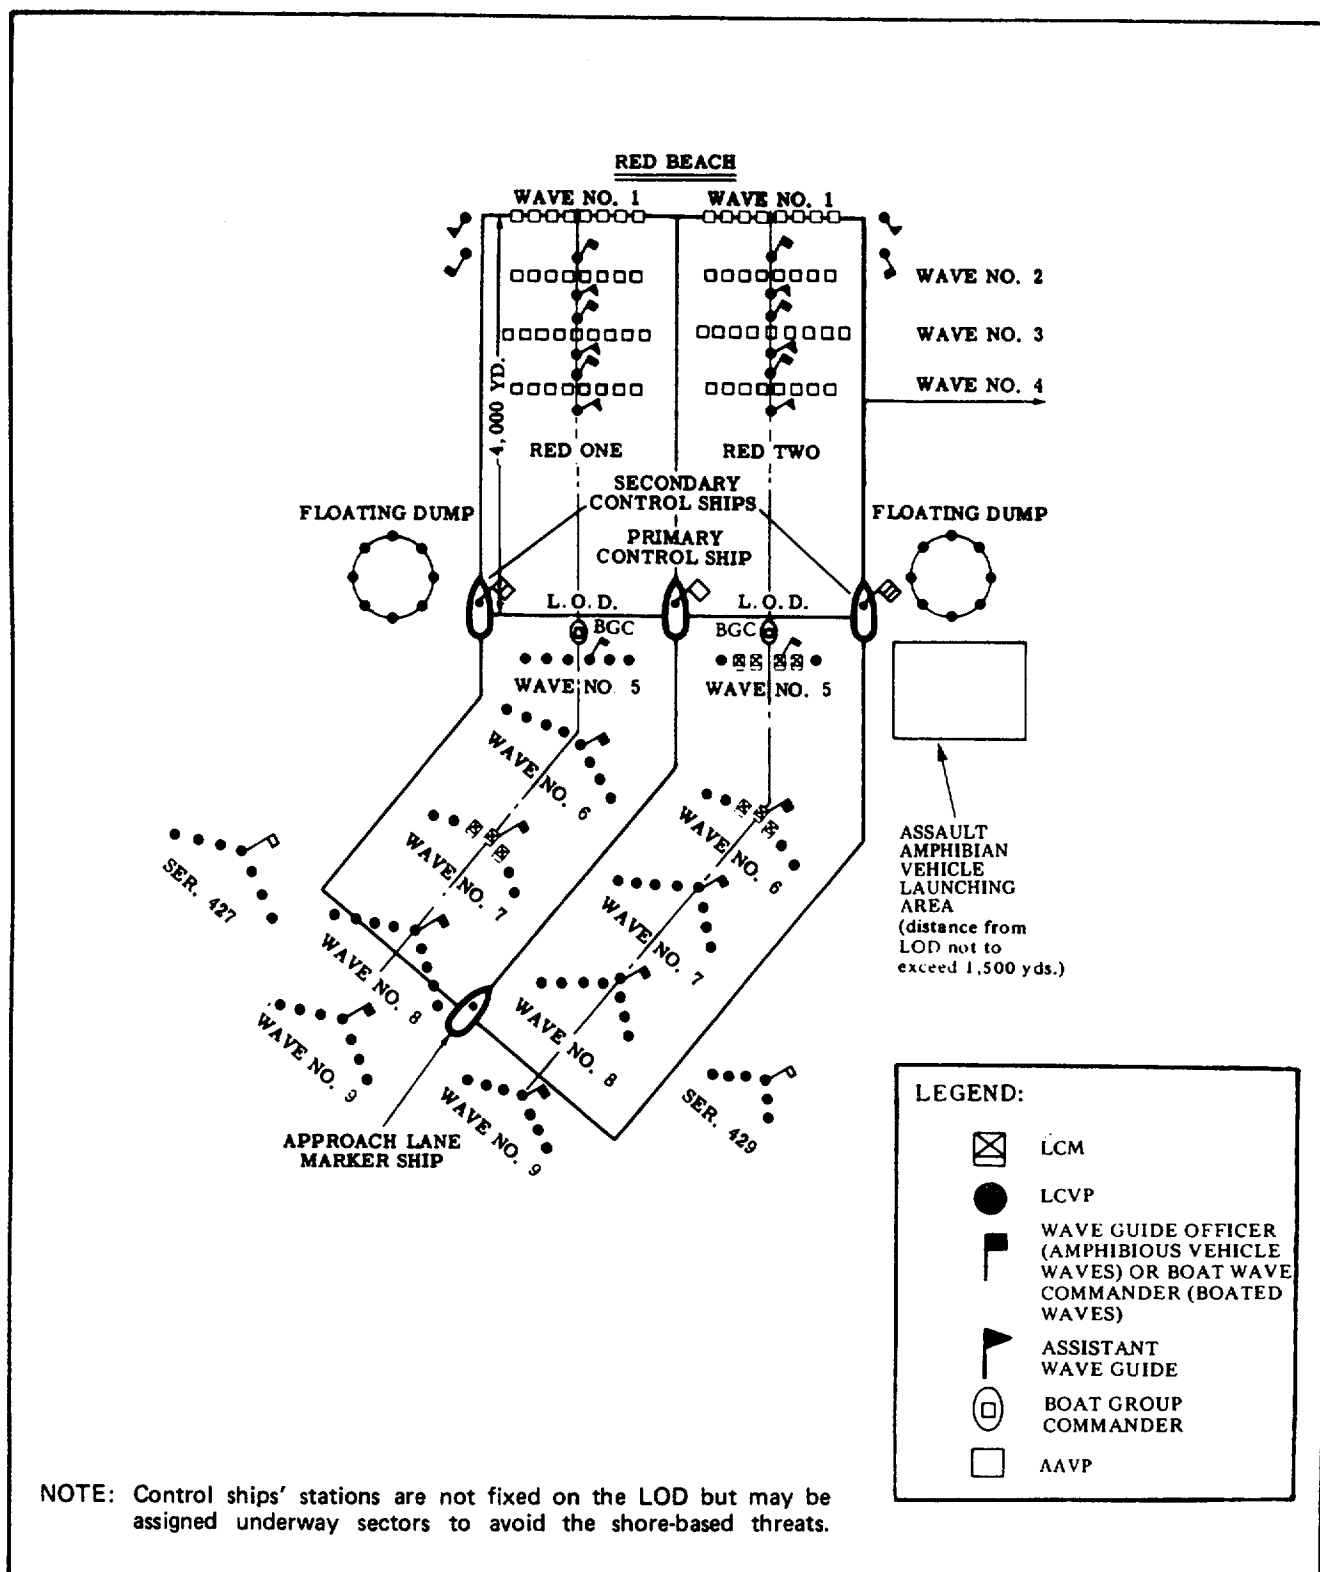 RED BEACH
WAVE NO. 1
WAVE NO. 1
WAVE NO. 2
WAVE NO. 3
WAVE NO. 4
4,000 YD.
RED ONE
RED TWO
SECONDARY
CONTROL SHIPS
FLOATING DUMP
FLOATING DUMP
PRIMARY
CONTROL SHIP
L.O.D.
L.O.D.
BGC
BGC
WAVE NO. 5
WAVE NO. 5
WAVE NO. 6
WAVE NO. 6
WAVE NO. 7
WAVE NO. 7
SER. 427
WAVE NO. 8
WAVE NO. 8
WAVE NO. 9
WAVE NO. 9
SER. 429
ASSAULT
AMPHIBIAN
VEHICLE
LAUNCHING
AREA
(distance from
LOD not to
exceed 1,500 yds.)
APPROACH LANE
MARKER SHIP
LEGEND:
LCM
LCVP
WAVE GUIDE OFFICER
(AMPHIBIOUS VEHICLE
WAVES) OR BOAT WAVE
COMMANDER (BOATED
WAVES)
ASSISTANT
WAVE GUIDE
BOAT GROUP
COMMANDER
AAVP
NOTE: Control ships' stations are not fixed on the LOD but may be
assigned underway sectors to avoid the shore-based threats.